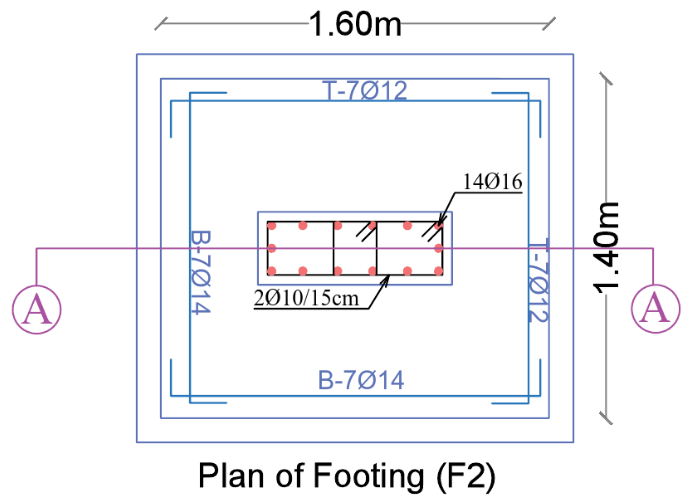 1.60m
T-7Ø12
14Ø16
B-7Ø14
T-7Ø12
1.40m
A
A
2Ø10/15cm
B-7Ø14
Plan of Footing (F2)